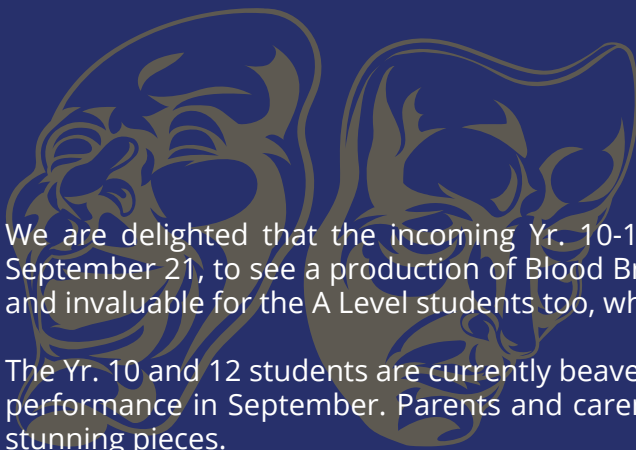 We are delighted that the incoming Yr. 10-1
September 21, to see a production of Blood Br
and invaluable for the A Level students too, wh
The Yr. 10 and 12 students are currently beave
performance in September. Parents and carer
stunning pieces.